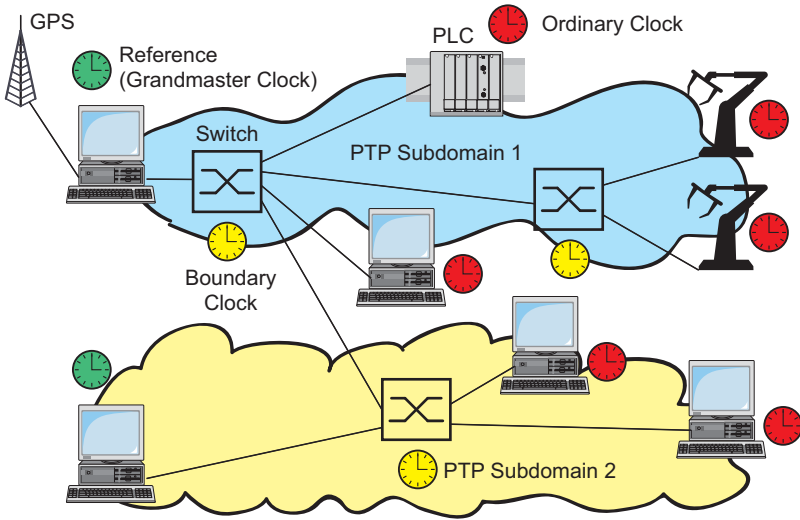 GPS
Reference
(Grandmaster Clock)
PLC
Ordinary Clock
Switch
PTP Subdomain 1
Boundary
Clock
PTP Subdomain 2